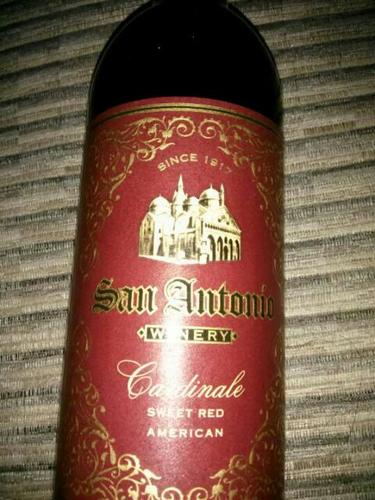 SINCE 1917
San Antonio
WINERY
Cardinale
SWEET RED
AMERICAN